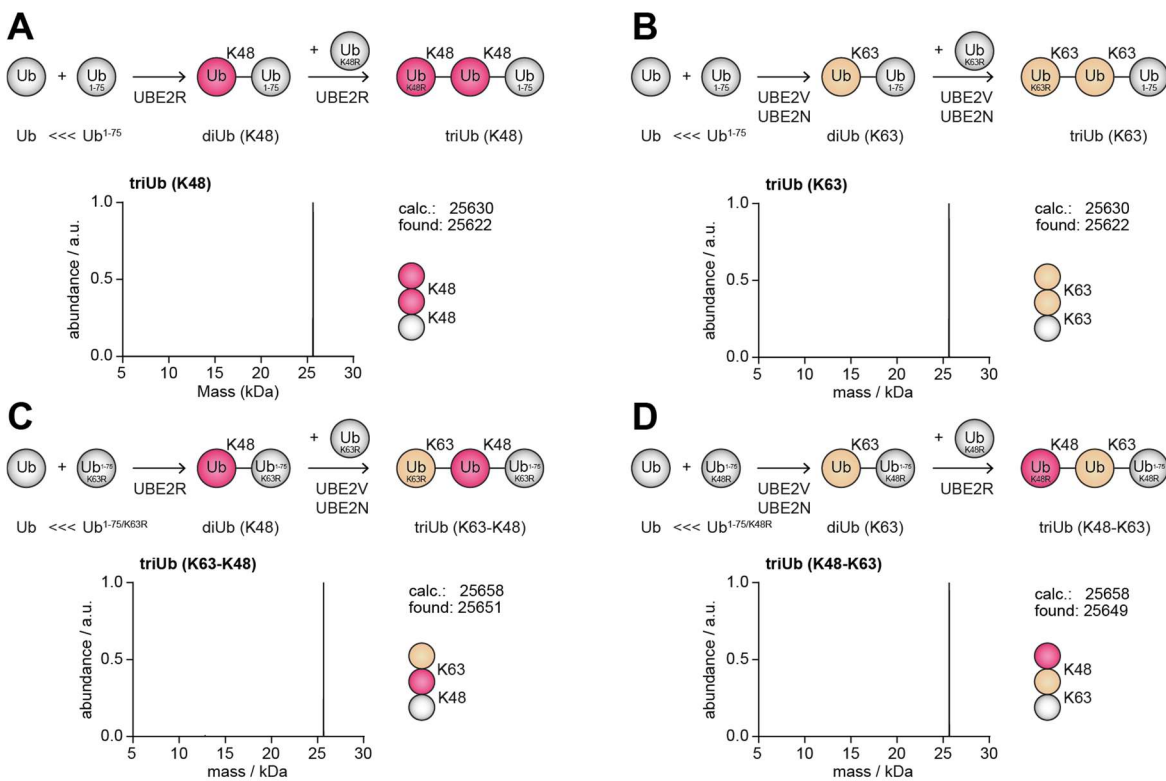 A
K48
+
Ub
K48R
K48
K48
Ub + Ub
1-75
Ub
Ub
1-75
Ub
K48R
Ub
Ub
1-75
UBE2R
UBE2R
Ub <<< Ub1-75
diUb (K48)
triUb (K48)
triUb (K48)
calc.: 25630
found: 25622
abundance / a.u.
1.0
0.5
0.0
5 10 15 20 25 30
Mass (kDa)
K48
K48
B
K63
+
Ub
K63R
K63
K63
Ub + Ub
1-75
Ub
Ub
1-75
Ub
K63R
Ub
Ub
1-75
UBE2V
UBE2N
UBE2V
UBE2N
Ub <<< Ub1-75
diUb (K63)
triUb (K63)
triUb (K63)
calc.: 25630
found: 25622
abundance / a.u.
1.0
0.5
0.0
5 10 15 20 25 30
mass / kDa
K63
K63
C
K48
+
Ub
K63R
K63
K48
Ub + Ub1-75
K63R
Ub
Ub1-75
K63R
Ub
K63R
Ub
Ub1-75
K63R
UBE2R
UBE2V
UBE2N
Ub <<< Ub1-75/K63R
diUb (K48)
triUb (K63-K48)
triUb (K63-K48)
calc.: 25658
found: 25651
abundance / a.u.
1.0
0.5
0.0
5 10 15 20 25 30
mass / kDa
K63
K48
D
K63
+
Ub
K48R
K48
K63
Ub + Ub1-75
K48R
Ub
Ub1-75
K48R
Ub
K48R
Ub
Ub1-75
K48R
UBE2V
UBE2N
UBE2R
Ub <<< Ub1-75/K48R
diUb (K63)
triUb (K48-K63)
triUb (K48-K63)
calc.: 25658
found: 25649
abundance / a.u.
1.0
0.5
0.0
5 10 15 20 25 30
mass / kDa
K48
K63